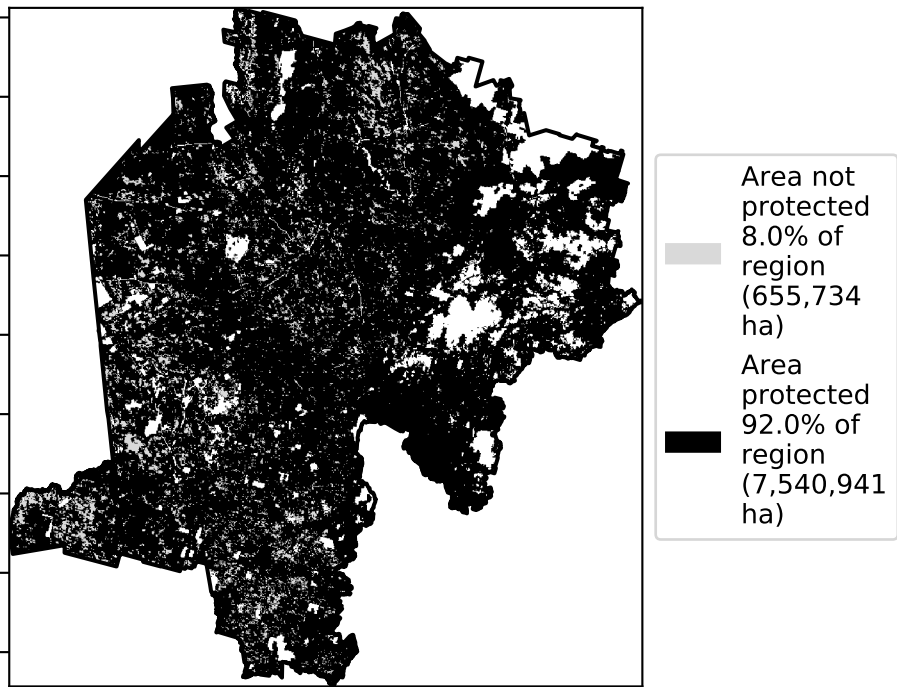 Area not
protected
8.0% of
region
(655,734
ha)
Area
protected
92.0% of
region
(7,540,941
ha)